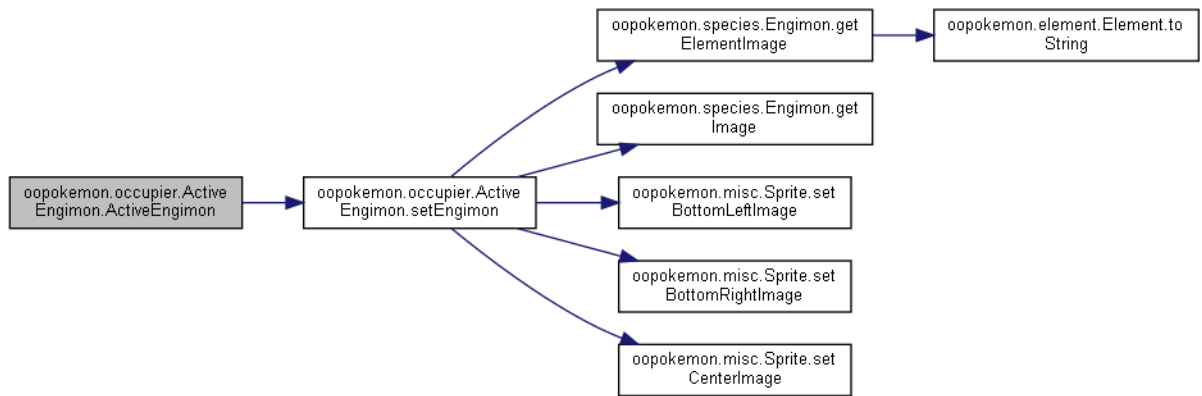 oopokemon.occupier.Active
Engimon.ActiveEngimon
oopokemon.occupier.Active
Engimon.setEngimon
oopokemon.species.Engimon.get
ElementImage
oopokemon.element.Element.to
String
oopokemon.species.Engimon.get
Image
oopokemon.misc.Sprite.set
BottomLeftImage
oopokemon.misc.Sprite.set
BottomRightImage
oopokemon.misc.Sprite.set
CenterImage